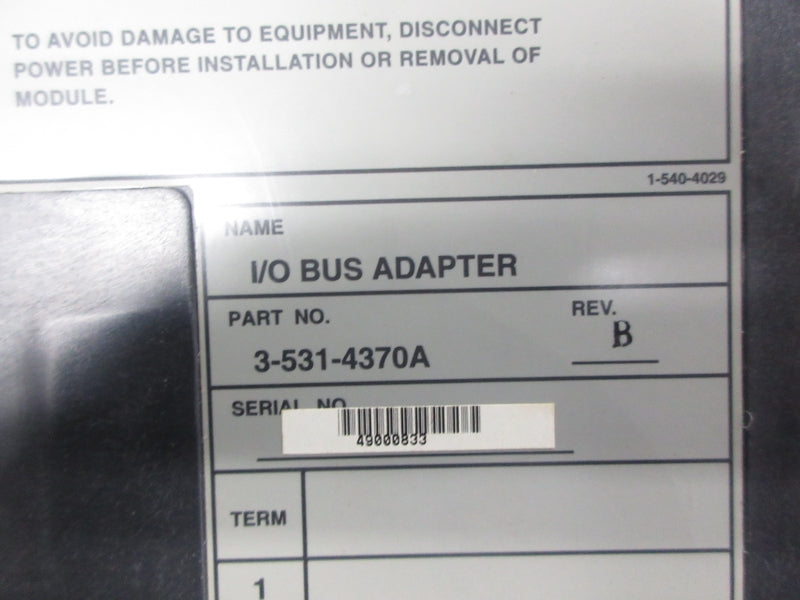 TO AVOID DAMAGE TO EQUIPMENT, DISCONNECT
POWER BEFORE INSTALLATION OR REMOVAL OF
MODULE.
1-540-4029
NAME
I/O BUS ADAPTER
PART NO.
REV.
3-531-4370A
B
SERIAL NO
49000833
TERM
1